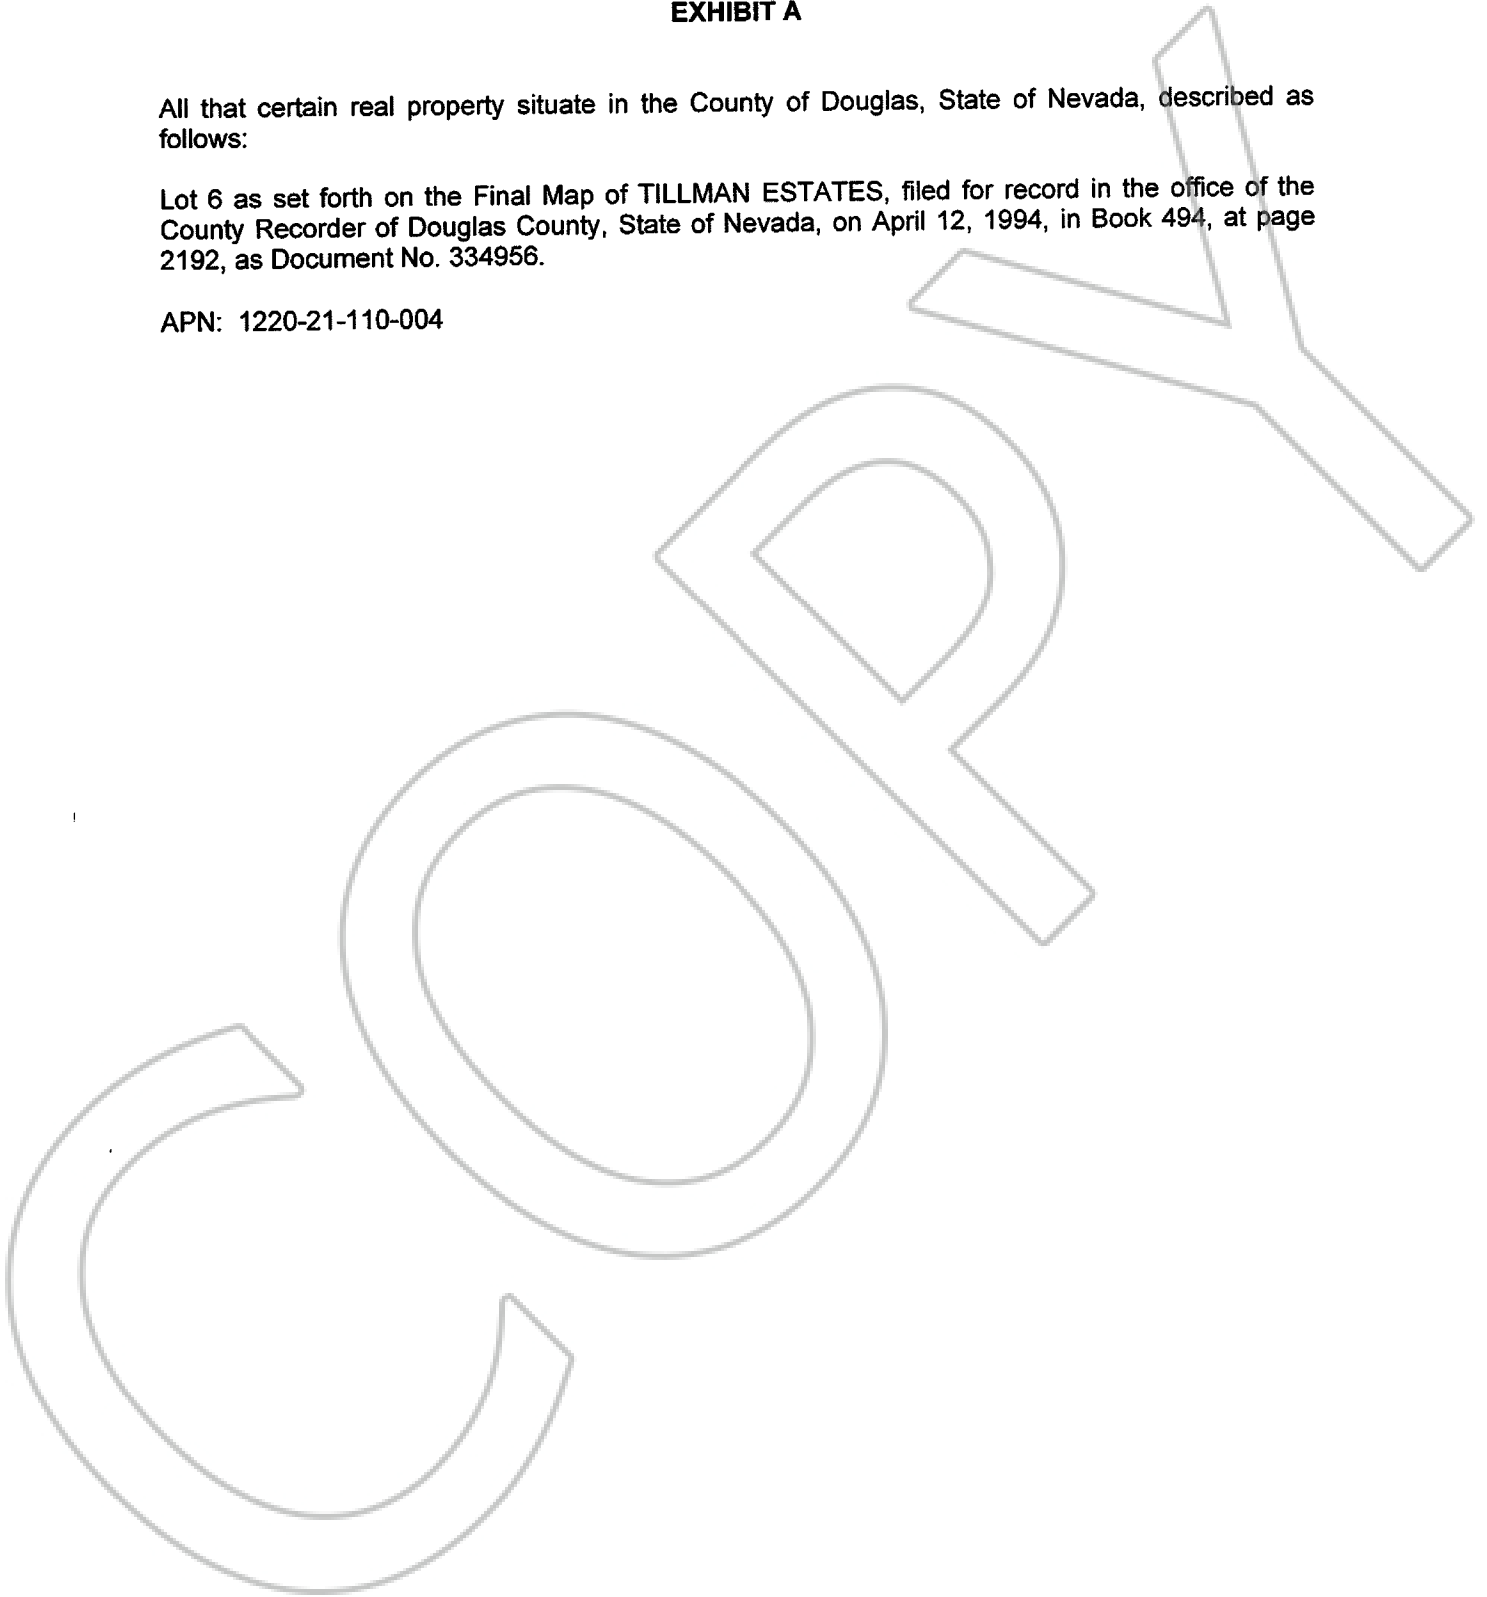 EXHIBIT A
All that certain real property situate in the County of Douglas, State of Nevada, described as
follows:
Lot 6 as set forth on the Final Map of TILLMAN ESTATES, filed for record in the office of the
County Recorder of Douglas County, State of Nevada, on April 12, 1994, in Book 494, at page
2192, as Document No. 334956.
APN: 1220-21-110-004
COPY